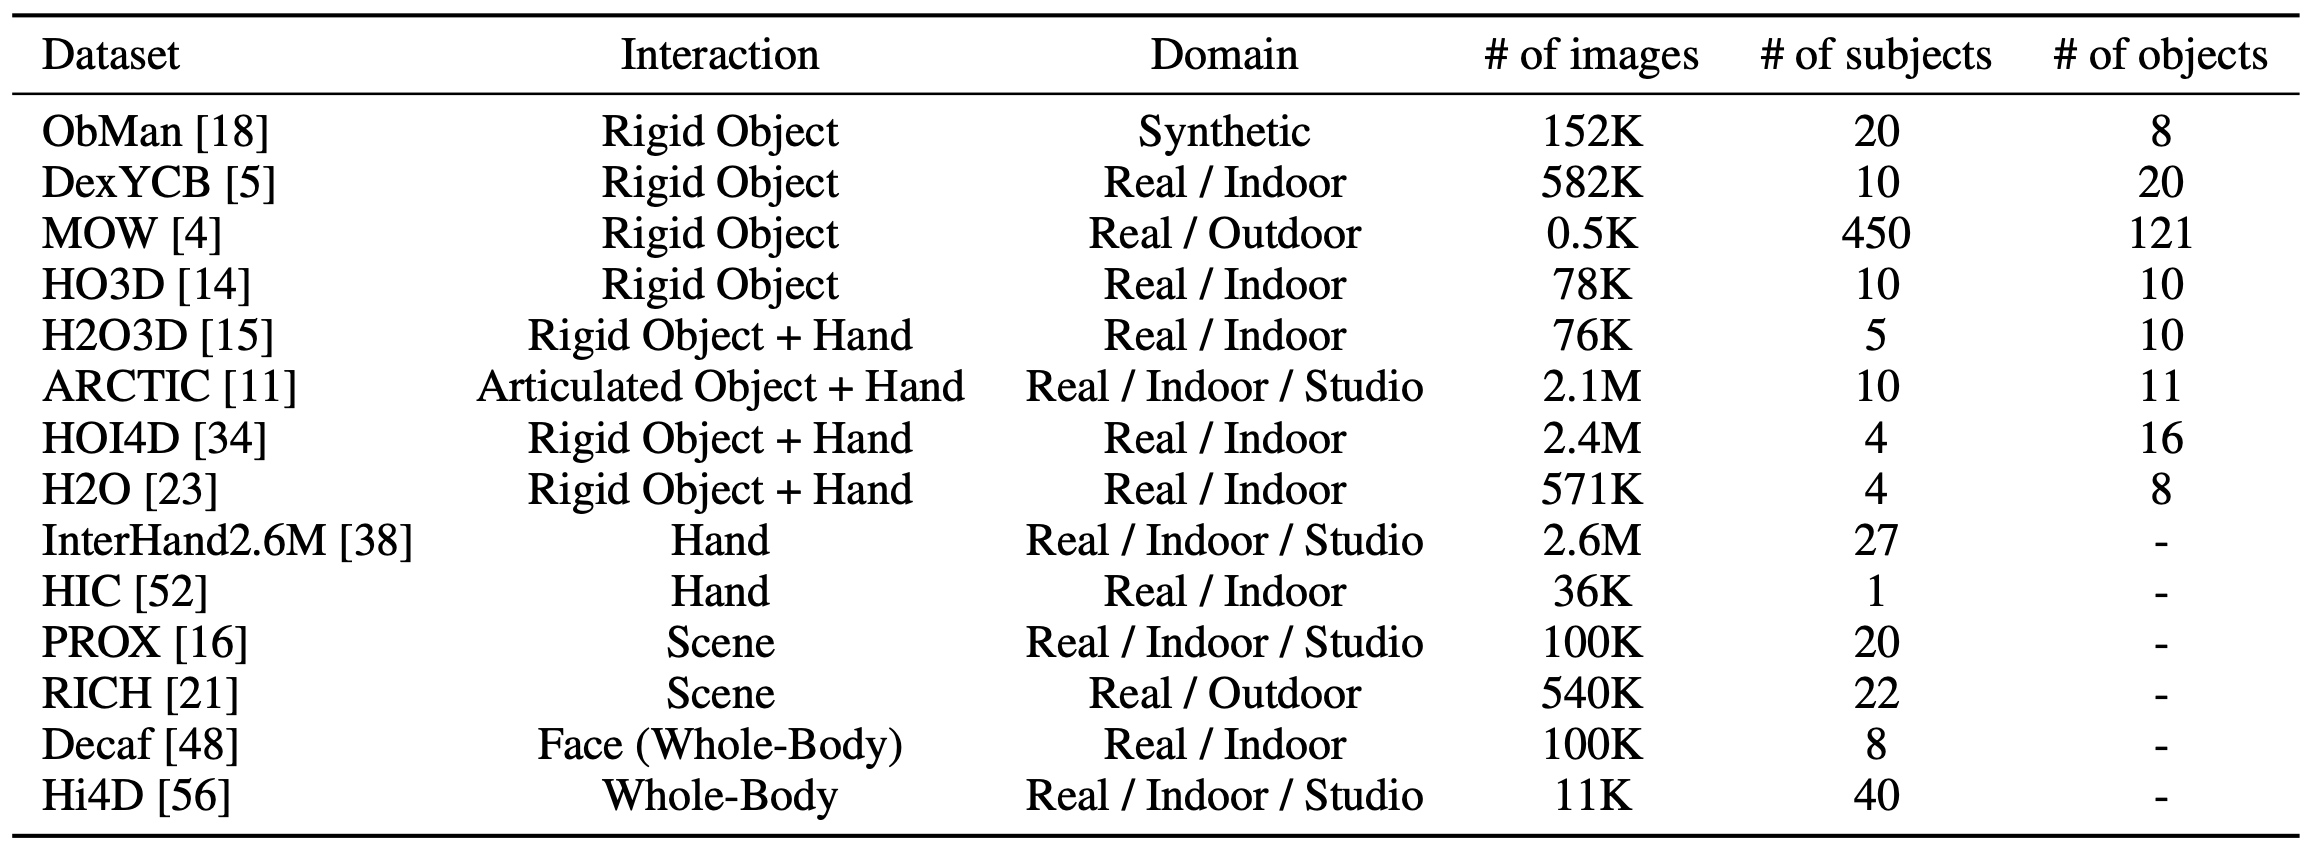 Dataset Interaction Domain # of images # of subjects # of objects
ObMan [18] Rigid Object Synthetic 152K 20 8
DexYCB [5] Rigid Object Real / Indoor 582K 10 20
MOW [4] Rigid Object Real / Outdoor 0.5K 450 121
HO3D [14] Rigid Object Real / Indoor 78K 10 10
H2O3D [15] Rigid Object + Hand Real / Indoor 76K 5 10
ARCTIC [11] Articulated Object + Hand Real / Indoor / Studio 2.1M 10 11
HOI4D [34] Rigid Object + Hand Real / Indoor 2.4M 4 16
H2O [23] Rigid Object + Hand Real / Indoor 571K 4 8
InterHand2.6M [38] Hand Real / Indoor / Studio 2.6M 27 -
HIC [52] Hand Real / Indoor 36K 1 -
PROX [16] Scene Real / Indoor / Studio 100K 20 -
RICH [21] Scene Real / Outdoor 540K 22 -
Decaf [48] Face (Whole-Body) Real / Indoor 100K 8 -
Hi4D [56] Whole-Body Real / Indoor / Studio 11K 40 -